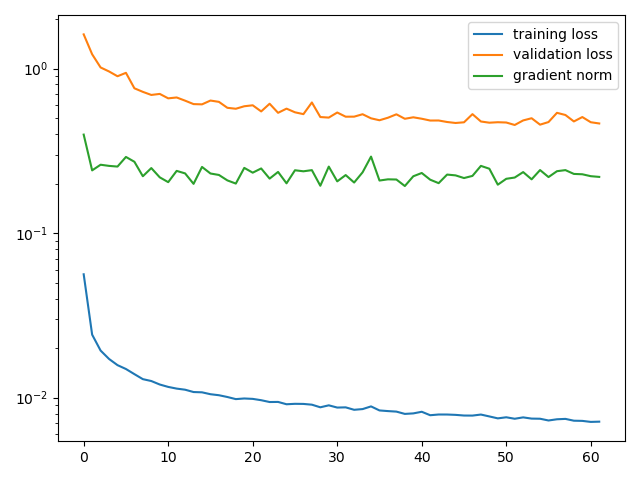 training loss
validation loss
gradient norm
10⁰
10⁻¹
10⁻²
0 10 20 30 40 50 60